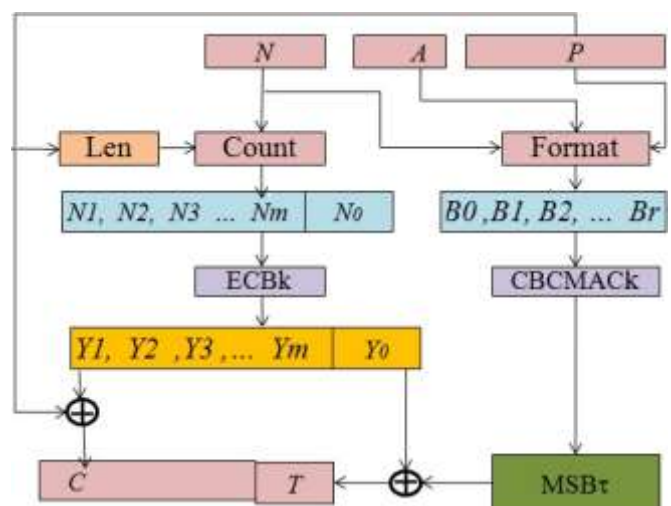 N A P
Len Count Format
N1, N2, N3 ... Nm N0 B0 ,B1, B2, ... Br
ECBk CBCMACk
Y1, Y2 ,Y3 ,... Ym Y0
C T MSBτ